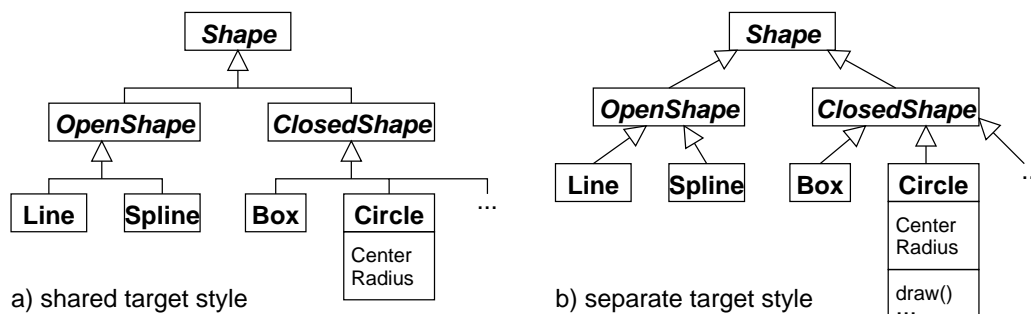 Shape
OpenShape
ClosedShape
Line
Spline
Box
Circle
...
Center
Radius
a) shared target style
Shape
OpenShape
ClosedShape
Line
Spline
Box
Circle
...
Center
Radius
draw()
...
b) separate target style